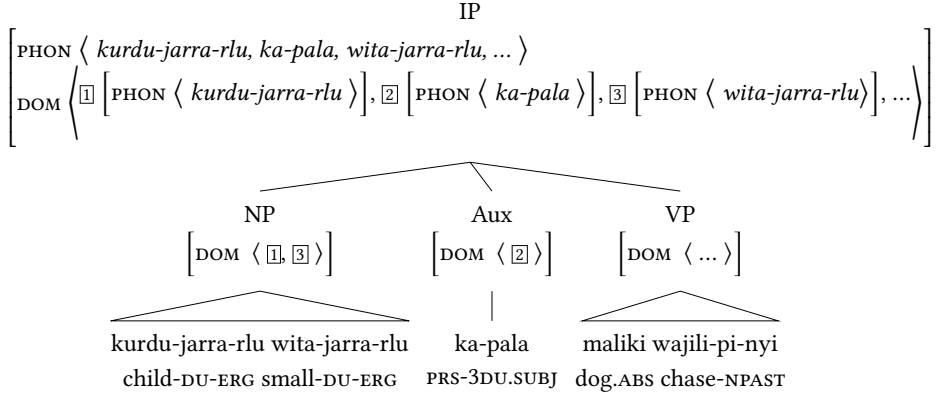 IP
PHON ⟨ kurdu-jarra-rlu, ka-pala, wita-jarra-rlu, … ⟩
DOM ⟨ 1 [PHON ⟨ kurdu-jarra-rlu ⟩], 2 [PHON ⟨ ka-pala ⟩], 3 [PHON ⟨ wita-jarra-rlu⟩], … ⟩
NP Aux VP
[DOM ⟨ 1, 3 ⟩] [DOM ⟨ 2 ⟩] [DOM ⟨ … ⟩]
kurdu-jarra-rlu wita-jarra-rlu ka-pala maliki wajili-pi-nyi
child-DU-ERG small-DU-ERG PRS-3DU.SUBJ dog.ABS chase-NPAST